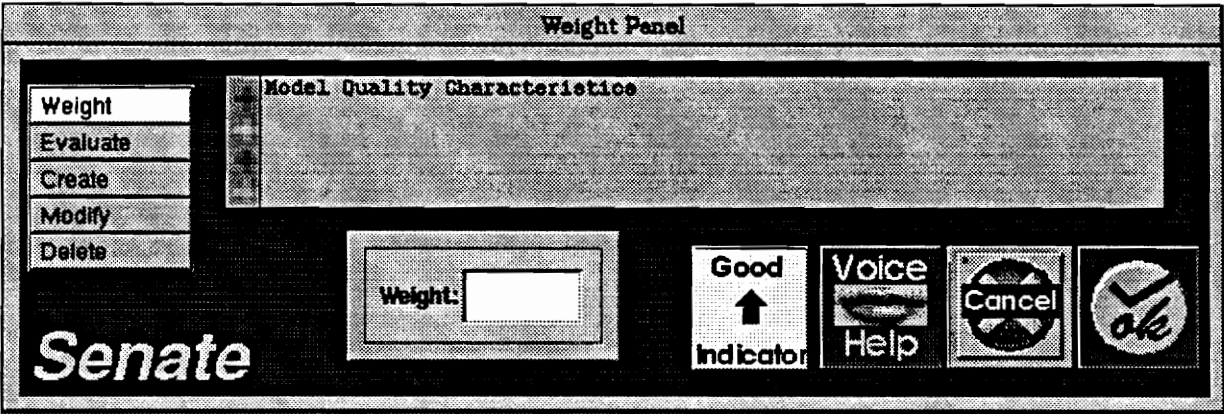 Weight Panel
Weight
Evaluate
Create
Modify
Delete
Model Quality Characteristics
Weight:
Good
Indicator
Voice
Help
Cancel
ok
Senate